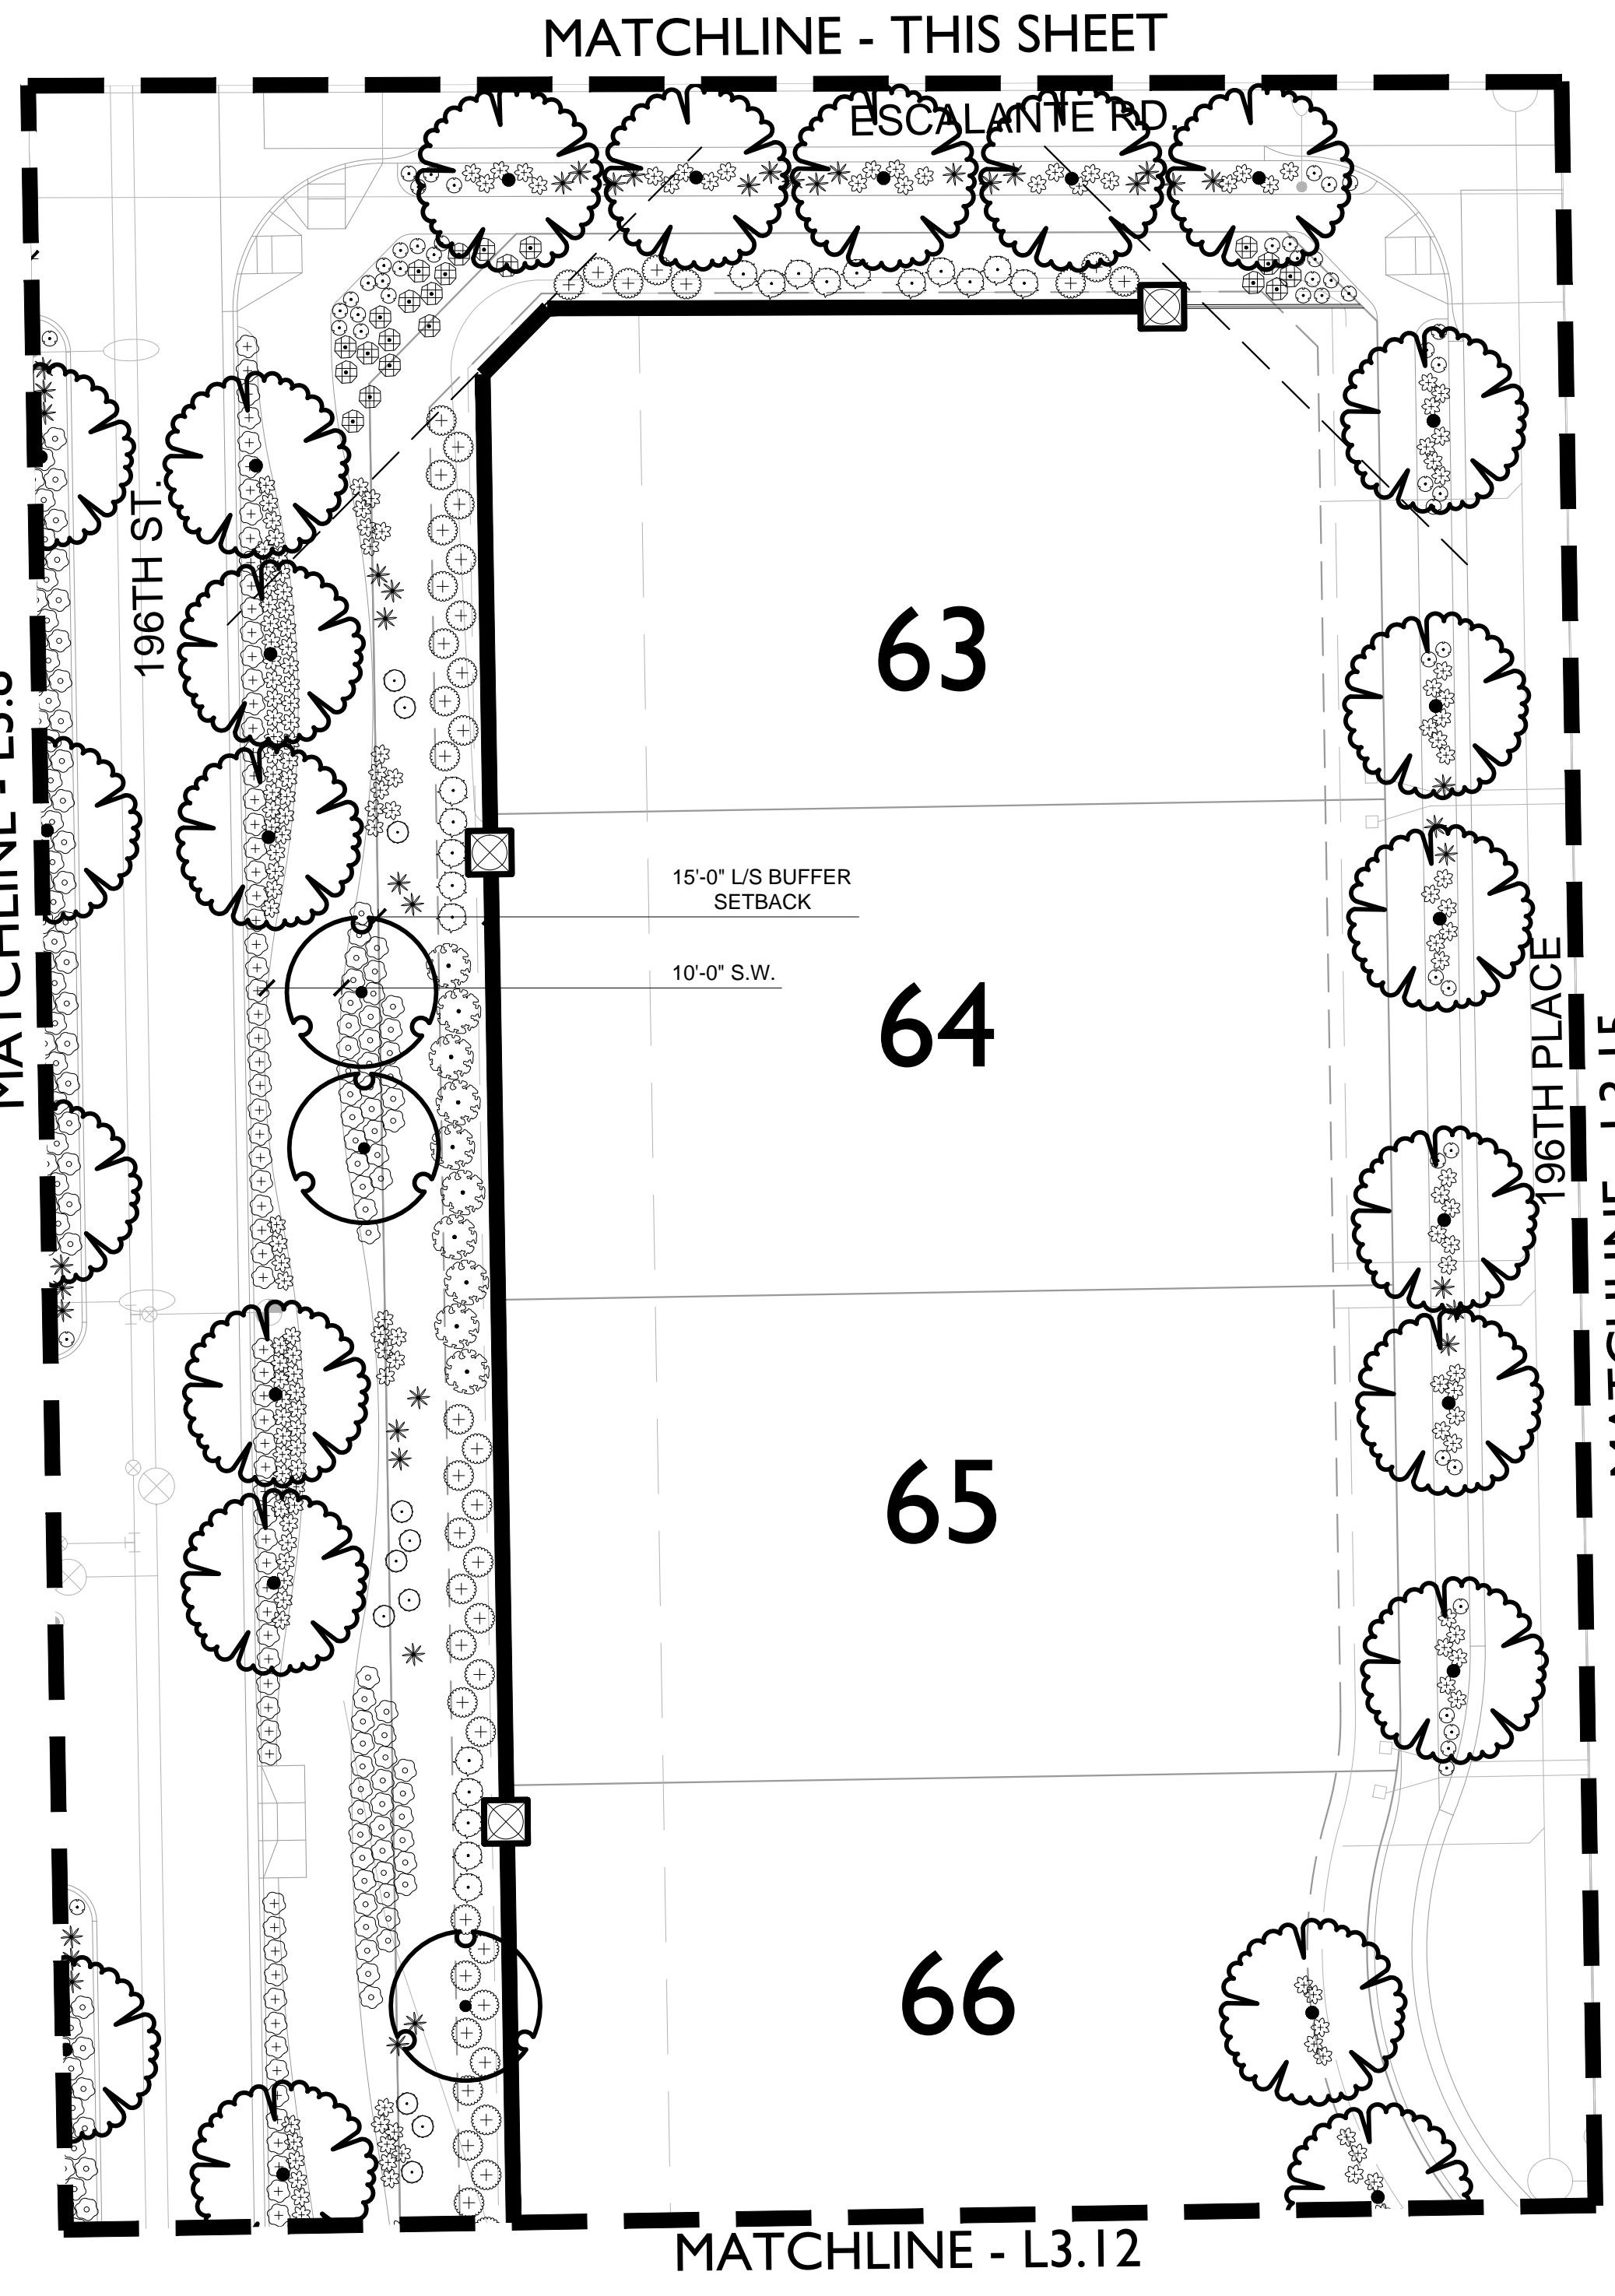 MATCHLINE - THIS SHEET
ESCALANTE RD.
196TH ST.
63
15'-0" L/S BUFFER
SETBACK
10'-0" S.W.
64
196TH PLACE
65
66
MATCHLINE - L3.12